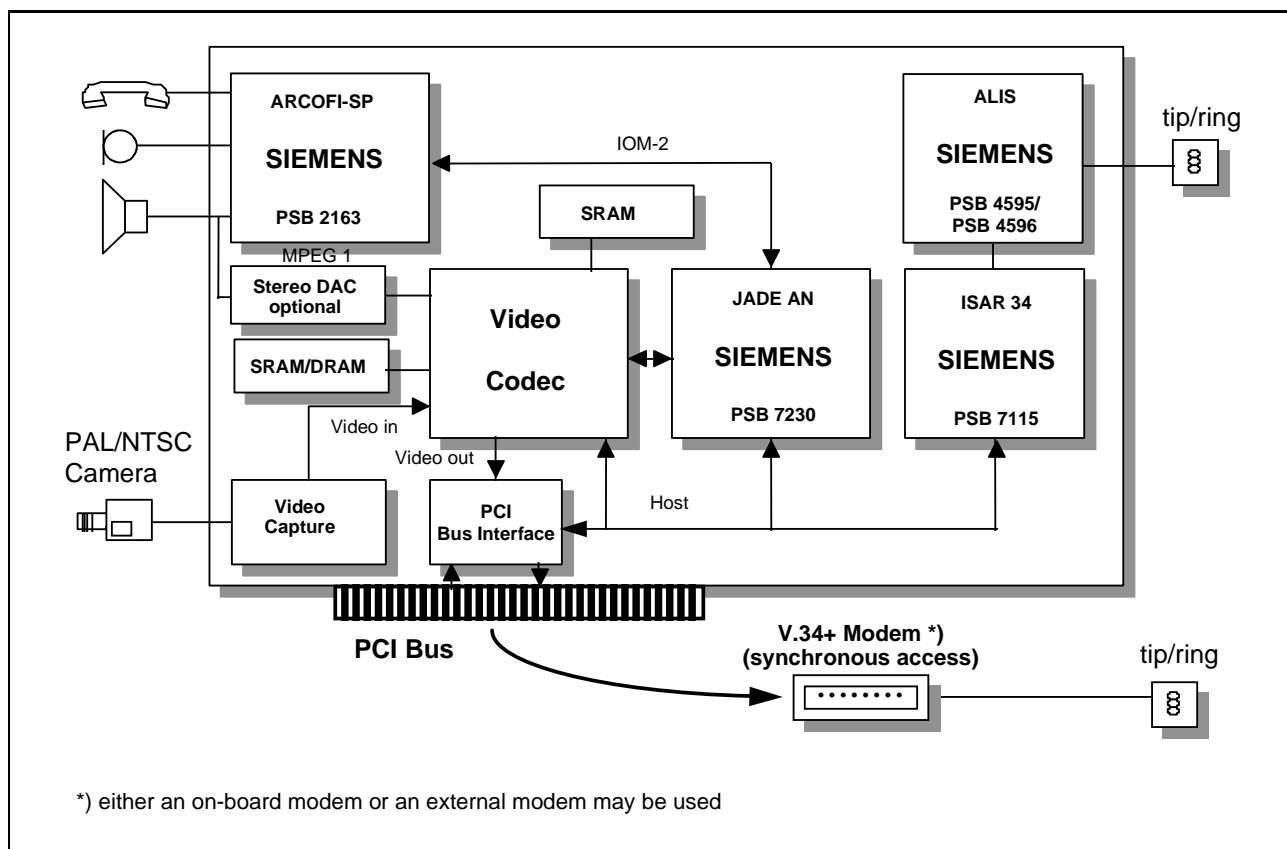 ARCOFI-SP
SIEMENS
PSB 2163
ALIS
SIEMENS
PSB 4595/
PSB 4596
tip/ring
IOM-2
SRAM
MPEG 1
Stereo DAC
optional
Video
Codec
JADE AN
SIEMENS
PSB 7230
ISAR 34
SIEMENS
PSB 7115
SRAM/DRAM
Video in
Video out
PAL/NTSC
Camera
Video
Capture
PCI
Bus Interface
Host
PCI Bus
V.34+ Modem *)
(synchronous access)
tip/ring
*) either an on-board modem or an external modem may be used